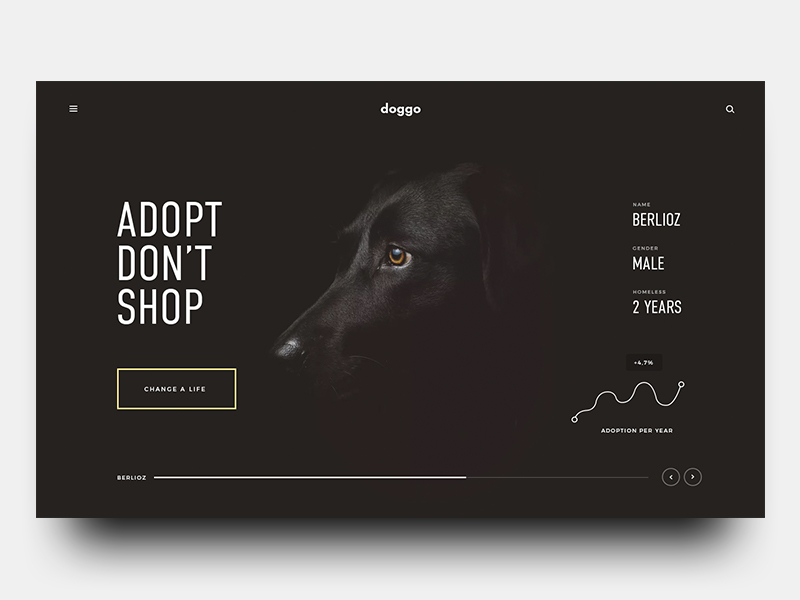 doggo
ADOPT
DON'T
SHOP
CHANGE A LIFE
NAME
BERLIOZ
GENDER
MALE
HOMELESS
2 YEARS
+4,7%
ADOPTION PER YEAR
BERLIOZ